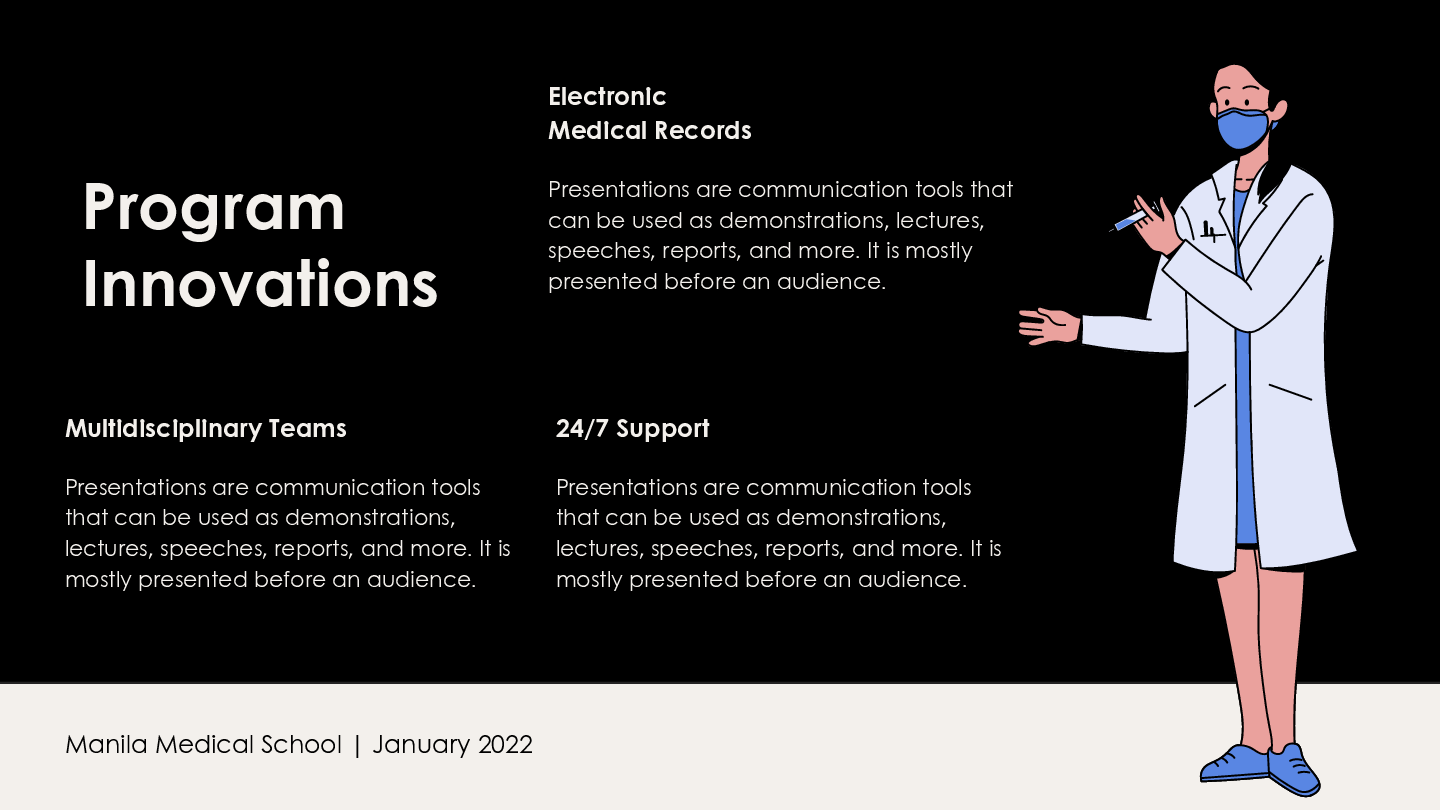 Program
Innovations
Electronic
Medical Records
Presentations are communication tools that
can be used as demonstrations, lectures,
speeches, reports, and more. It is mostly
presented before an audience.
Multidisciplinary Teams
Presentations are communication tools
that can be used as demonstrations,
lectures, speeches, reports, and more. It is
mostly presented before an audience.
24/7 Support
Presentations are communication tools
that can be used as demonstrations,
lectures, speeches, reports, and more. It is
mostly presented before an audience.
Manila Medical School | January 2022